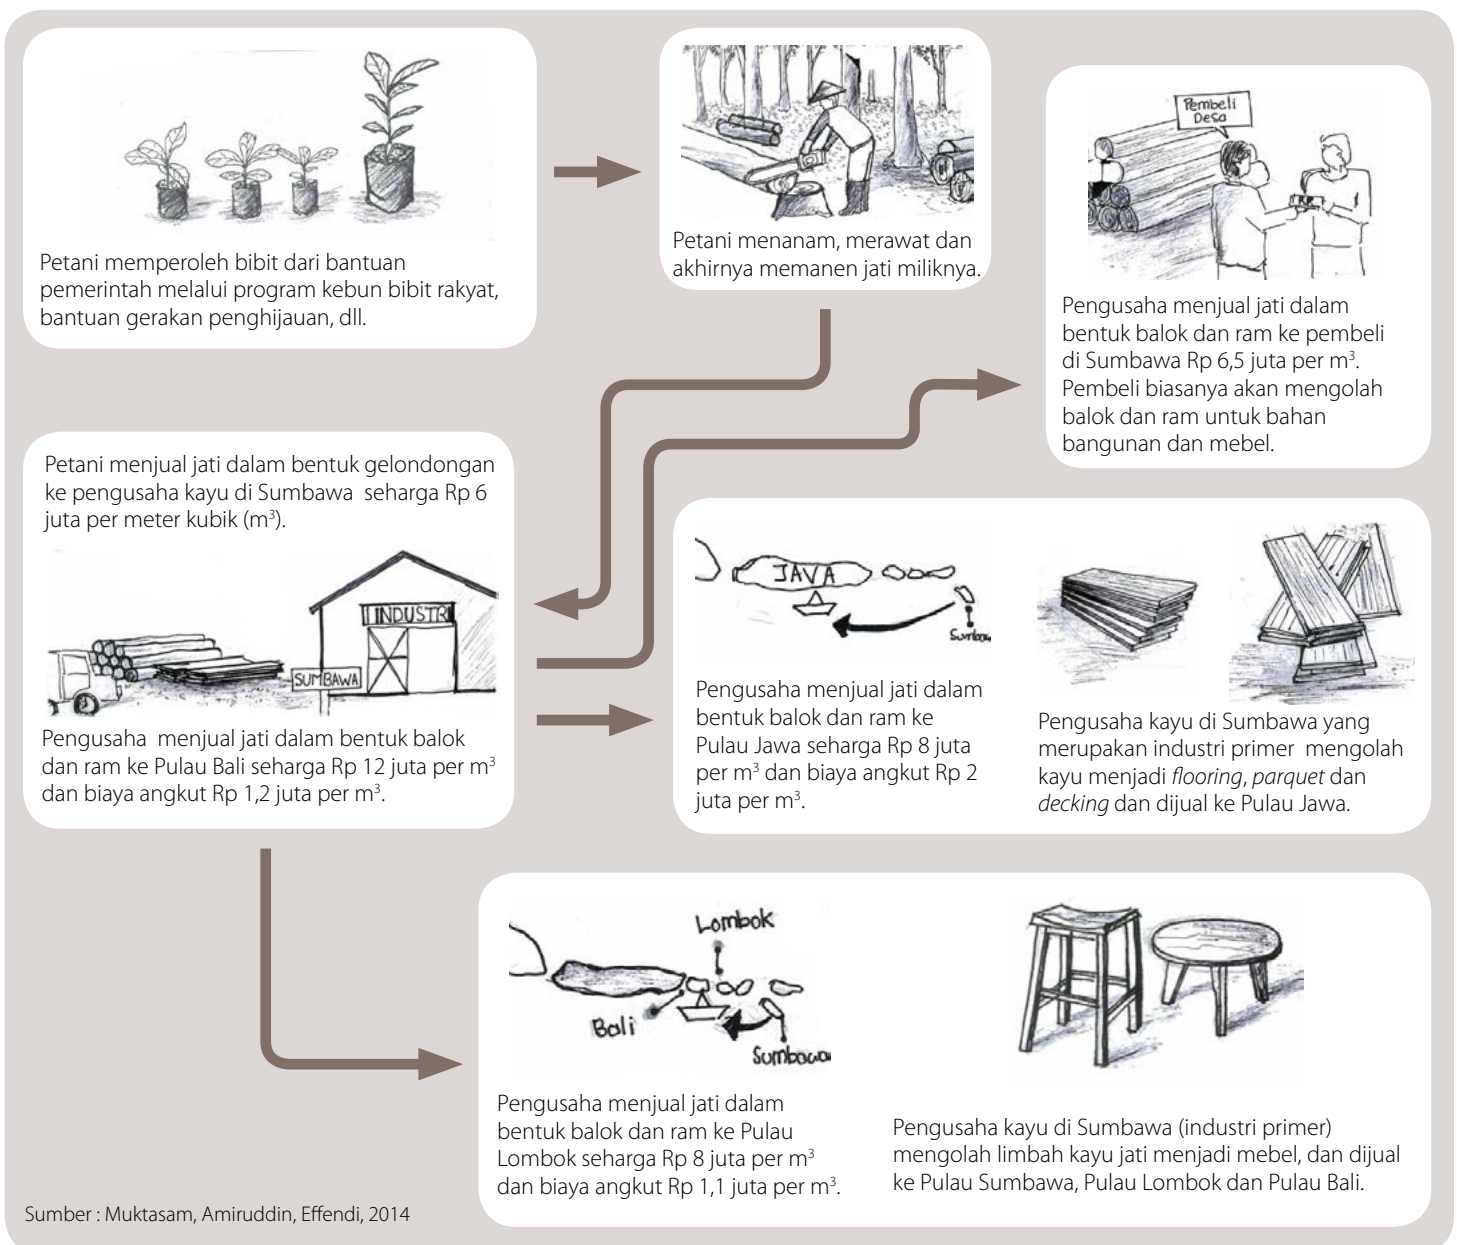 Petani memperoleh bibit dari bantuan
pemerintah melalui program kebun bibit rakyat,
bantuan gerakan penghijauan, dll.
Petani menanam, merawat dan
akhirnya memanen jati miliknya.
Pembeli
Desa
RP
Pengusaha menjual jati dalam
bentuk balok dan ram ke pembeli
di Sumbawa Rp 6,5 juta per m³.
Pembeli biasanya akan mengolah
balok dan ram untuk bahan
bangunan dan mebel.
Petani menjual jati dalam bentuk gelondongan
ke pengusaha kayu di Sumbawa seharga Rp 6
juta per meter kubik (m³).
INDUSTRI
SUMBAWA
Pengusaha menjual jati dalam bentuk balok
dan ram ke Pulau Bali seharga Rp 12 juta per m³
dan biaya angkut Rp 1,2 juta per m³.
JAVA
Pengusaha menjual jati dalam
bentuk balok dan ram ke
Pulau Jawa seharga Rp 8 juta
per m³ dan biaya angkut Rp 2
juta per m³.
Pengusaha kayu di Sumbawa yang
merupakan industri primer mengolah
kayu menjadi flooring, parquet dan
decking dan dijual ke Pulau Jawa.
Lombok
Bali
Sumbawa
Pengusaha menjual jati dalam
bentuk balok dan ram ke Pulau
Lombok seharga Rp 8 juta per m³
dan biaya angkut Rp 1,1 juta per m³.
Pengusaha kayu di Sumbawa (industri primer)
mengolah limbah kayu jati menjadi mebel, dan dijual
ke Pulau Sumbawa, Pulau Lombok dan Pulau Bali.
Sumber : Muktasam, Amiruddin, Effendi, 2014